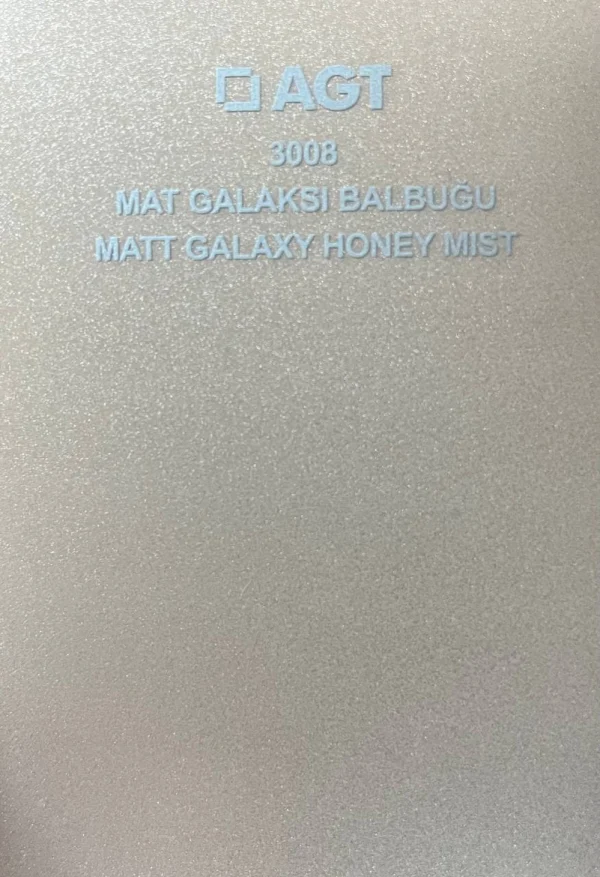 AGT
3008
MAT GALAKSİ BALBUĞU
MATT GALAXY HONEY MIST